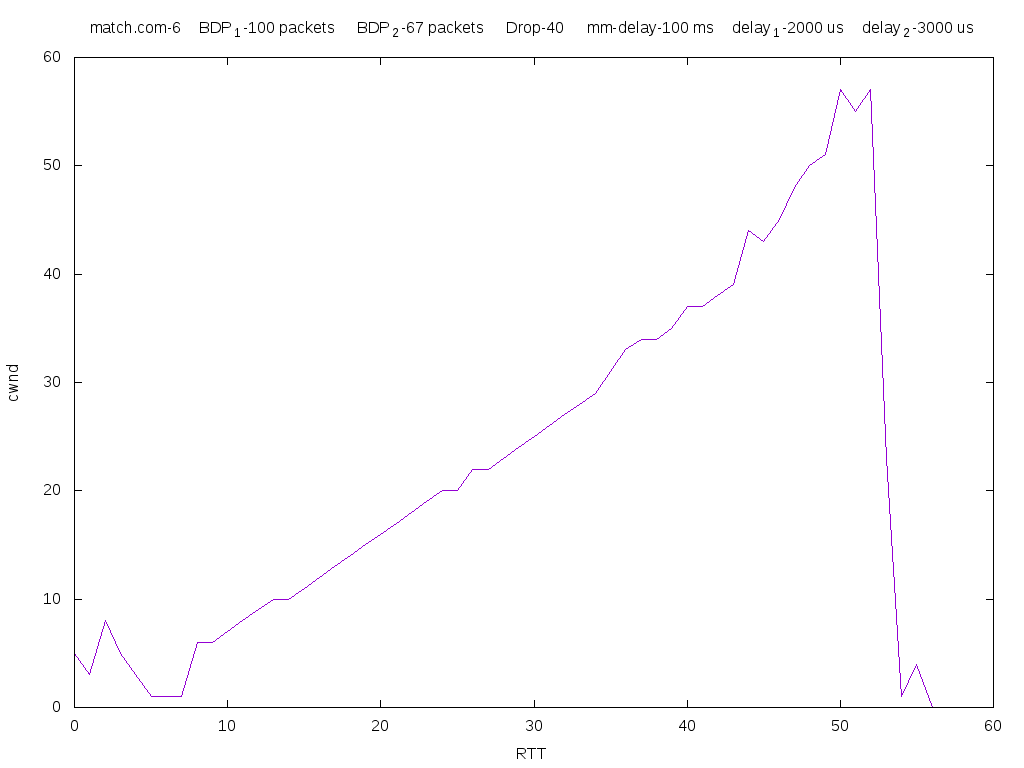 match.com-6 BDP1-100 packets BDP2-67 packets Drop-40 mm-delay-100 ms delay1-2000 us delay2-3000 us
60
50
40
30
20
10
0
cwnd
0 10 20 30 40 50 60
RTT